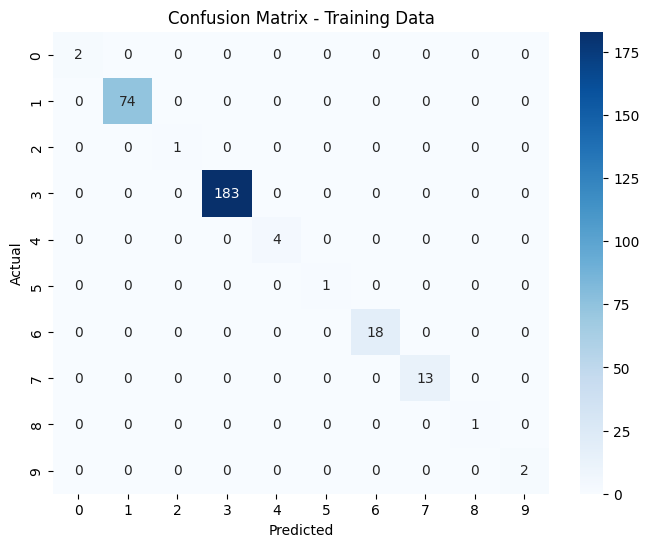 Confusion Matrix - Training Data
0 2 0 0 0 0 0 0 0 0 0
1 0 74 0 0 0 0 0 0 0 0
2 0 0 1 0 0 0 0 0 0 0
3 0 0 0 183 0 0 0 0 0 0
4 0 0 0 0 4 0 0 0 0 0
5 0 0 0 0 0 1 0 0 0 0
6 0 0 0 0 0 0 18 0 0 0
7 0 0 0 0 0 0 0 13 0 0
8 0 0 0 0 0 0 0 0 1 0
9 0 0 0 0 0 0 0 0 0 2
0 1 2 3 4 5 6 7 8 9
Predicted
Actual
175
150
125
100
75
50
25
0